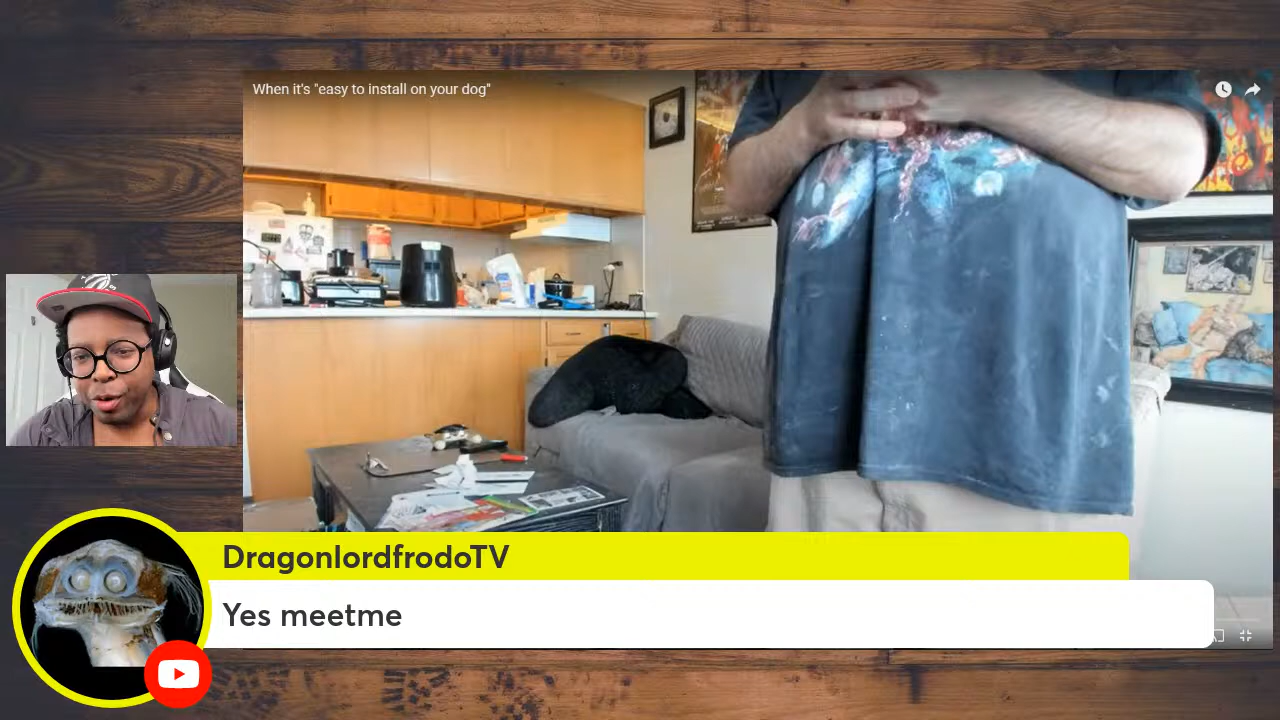 When it's "easy to install on your dog"
DragonlordfrodoTV
Yes meetme